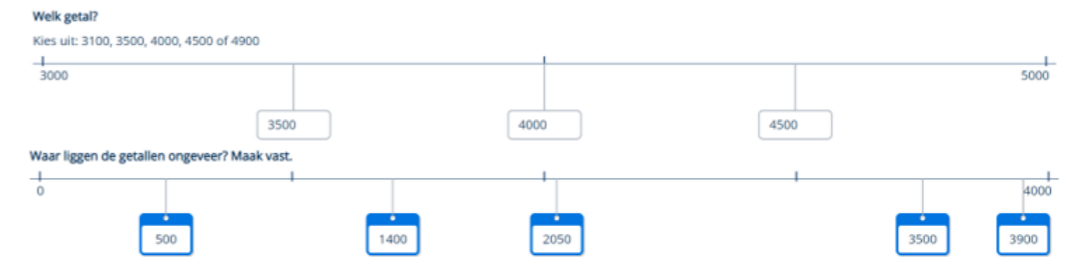 Welk getal?
Kies uit: 3100, 3500, 4000, 4500 of 4900
3000 5000
3500 4000 4500
Waar liggen de getallen ongeveer? Maak vast.
0 4000
500 1400 2050 3500 3900